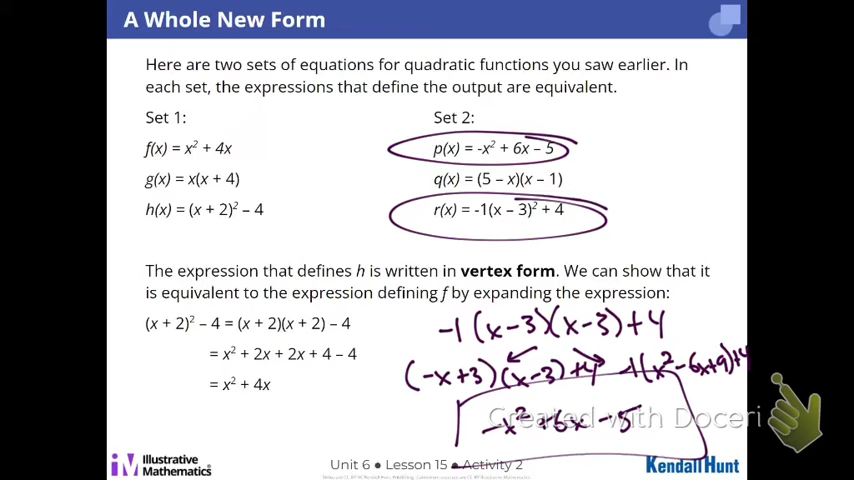 A Whole New Form
Here are two sets of equations for quadratic functions you saw earlier. In
each set, the expressions that define the output are equivalent.
Set 1:
f(x) = x² + 4x
g(x) = x(x + 4)
h(x) = (x + 2)² – 4
Set 2:
p(x) = -x² + 6x – 5
q(x) = (5 – x)(x – 1)
r(x) = -1(x – 3)² + 4
The expression that defines h is written in vertex form. We can show that it
is equivalent to the expression defining f by expanding the expression:
(x + 2)² – 4 = (x + 2)(x + 2) – 4
= x² + 2x + 2x + 4 – 4
= x² + 4x
-1(x-3)(x-3)+4
(-x+3)(x-3)+4
-1(x²-6x+9)+4
-x²+6x-5
Created with Doceri
Illustrative
Mathematics
Unit 6 ● Lesson 15 ● Activity 2
Kendall Hunt